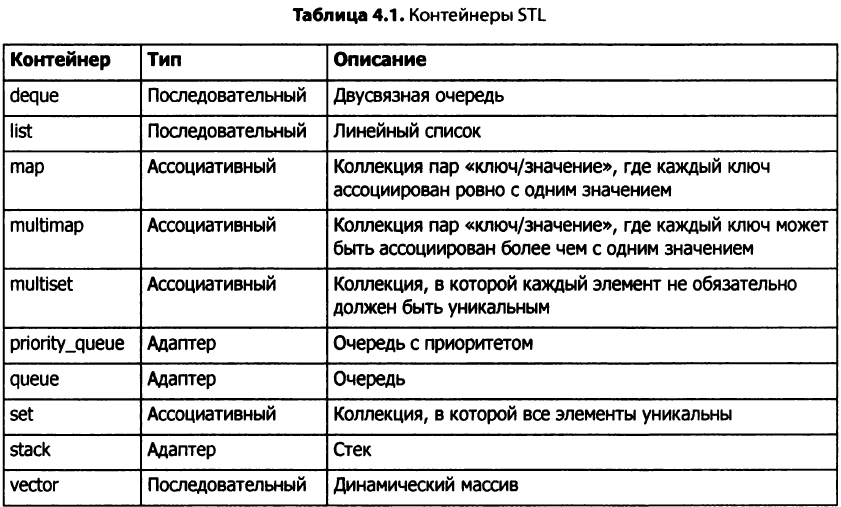 Таблица 4.1. Контейнеры STL
Контейнер Тип Описание
deque Последовательный Двусвязная очередь
list Последовательный Линейный список
map Ассоциативный Коллекция пар «ключ/значение», где каждый ключ
ассоциирован ровно с одним значением
multimap Ассоциативный Коллекция пар «ключ/значение», где каждый ключ может
быть ассоциирован более чем с одним значением
multiset Ассоциативный Коллекция, в которой каждый элемент не обязательно
должен быть уникальным
priority_queue Адаптер Очередь с приоритетом
queue Адаптер Очередь
set Ассоциативный Коллекция, в которой все элементы уникальны
stack Адаптер Стек
vector Последовательный Динамический массив